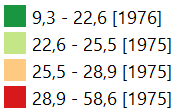 9,3 - 22,6 [1976]
22,6 - 25,5 [1975]
25,5 - 28,9 [1975]
28,9 - 58,6 [1975]